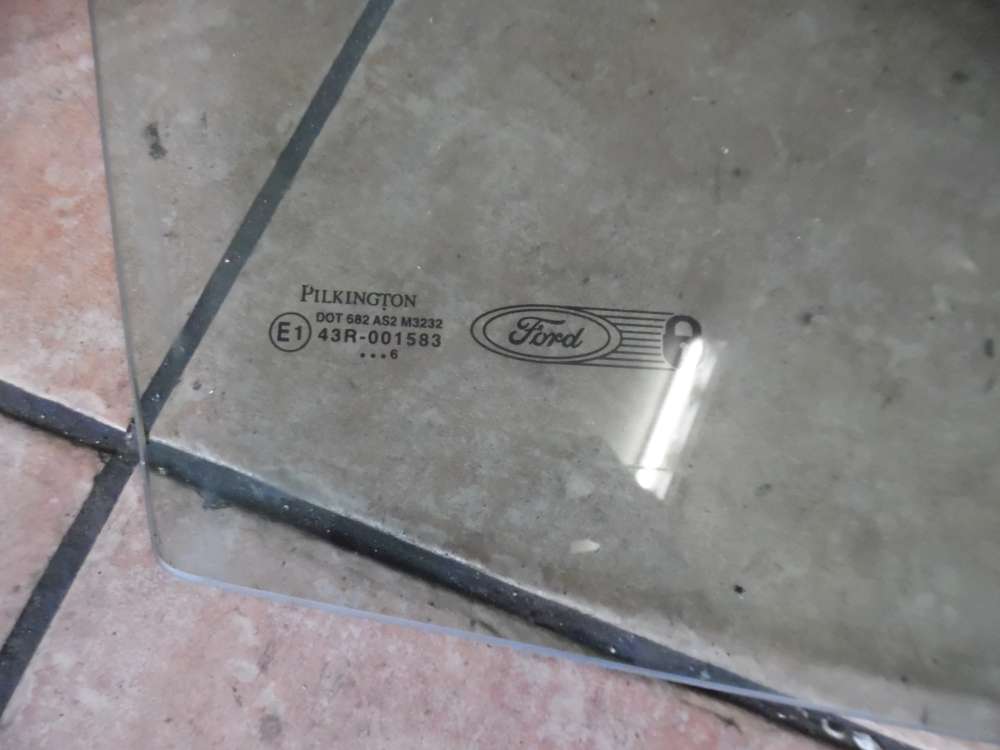 PILKINGTON
DOT 682 AS2 M3232
E1 43R-001583
...6
Ford